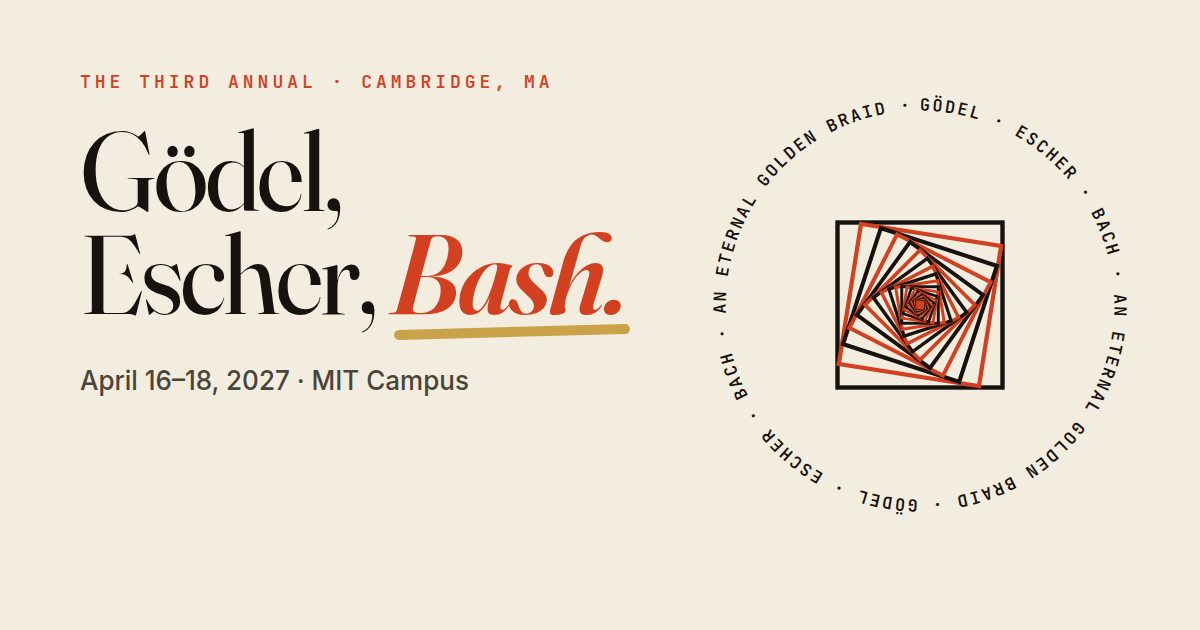 THE THIRD ANNUAL · CAMBRIDGE, MA
Gödel,
Escher, Bash.
April 16–18, 2027 · MIT Campus
GÖDEL · ESCHER · BACH · AN ETERNAL GOLDEN BRAID · GÖDEL · ESCHER · BACH · AN ETERNAL GOLDEN BRAID ·